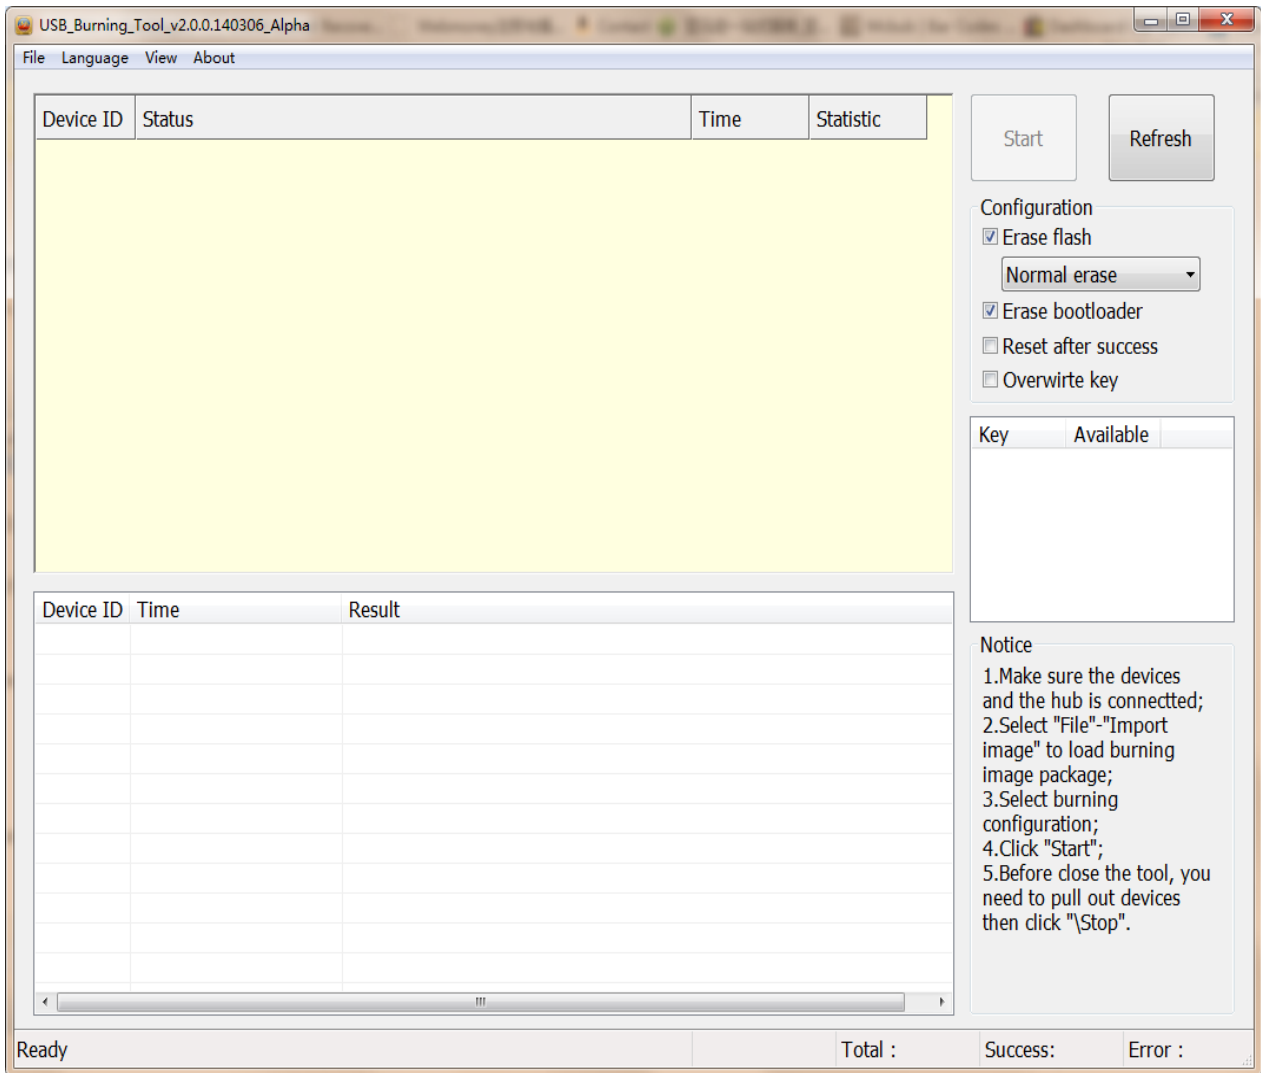 USB_Burning_Tool_v2.0.0.140306_Alpha
File Language View About
Device ID Status Time Statistic
Start Refresh
Configuration
Erase flash
Normal erase
Erase bootloader
Reset after success
Overwirte key
Key Available
Device ID Time Result
Notice
1.Make sure the devices
and the hub is connectted;
2.Select "File"-"Import
image" to load burning
image package;
3.Select burning
configuration;
4.Click "Start";
5.Before close the tool, you
need to pull out devices
then click "\Stop".
Ready Total : Success: Error :